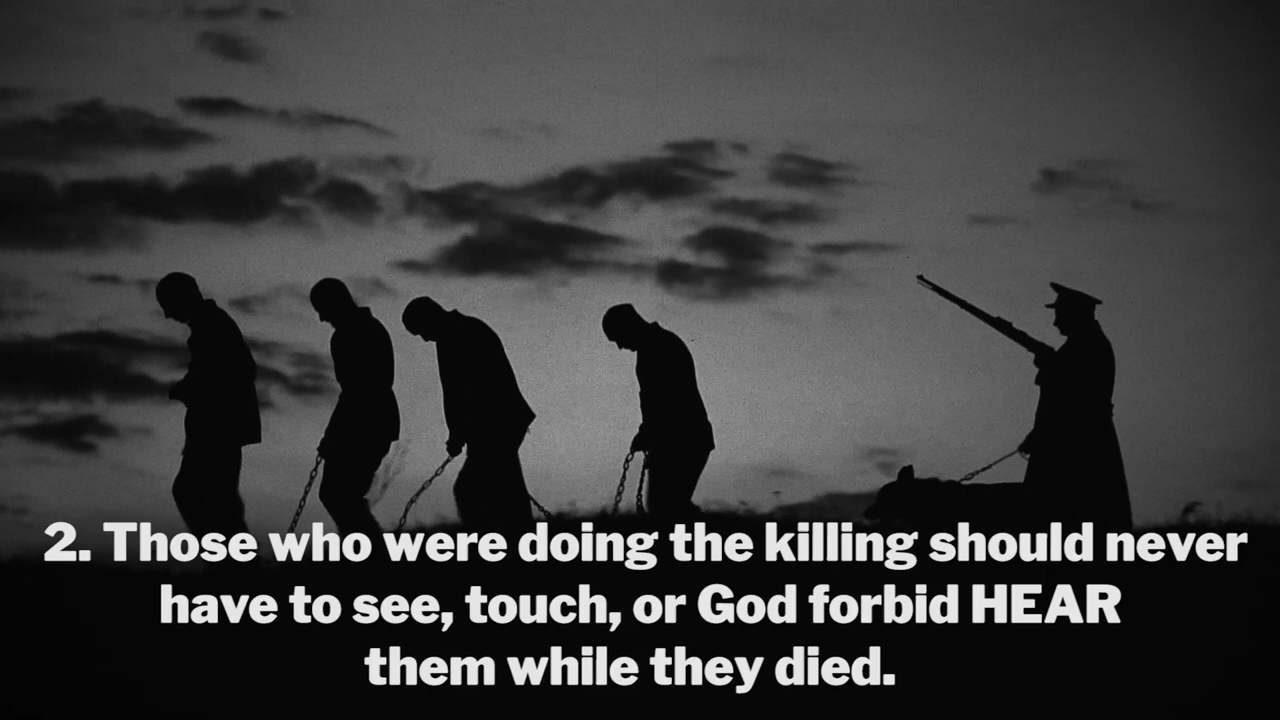 2. Those who were doing the killing should never
have to see, touch, or God forbid HEAR
them while they died.